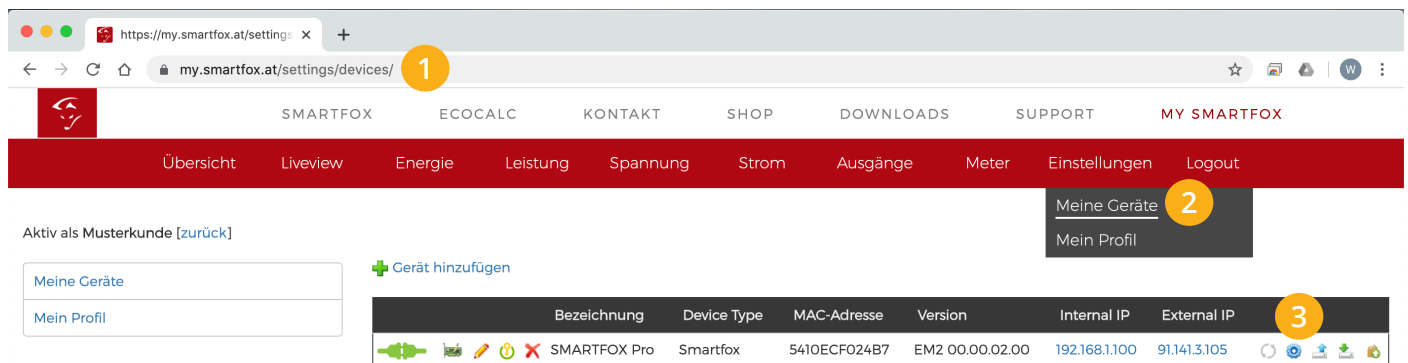 https://my.smartfox.at/settings
my.smartfox.at/settings/devices/ 1
W
SMARTFOX ECOCALC KONTAKT SHOP DOWNLOADS SUPPORT MY SMARTFOX
Übersicht Liveview Energie Leistung Spannung Strom Ausgänge Meter Einstellungen Logout
Meine Geräte 2
Mein Profil
Aktiv als Musterkunde [zurück]
Meine Geräte
Mein Profil
Gerät hinzufügen
Bezeichnung Device Type MAC-Adresse Version Internal IP External IP 3
SMARTFOX Pro Smartfox 5410ECF024B7 EM2 00.00.02.00 192.168.1.100 91.141.3.105